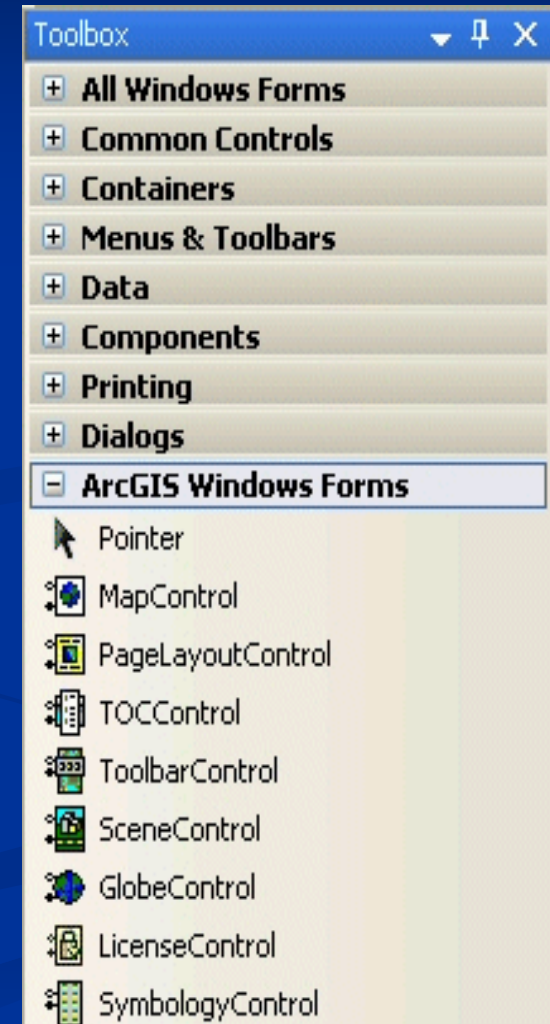 Toolbox
All Windows Forms
Common Controls
Containers
Menus & Toolbars
Data
Components
Printing
Dialogs
ArcGIS Windows Forms
Pointer
MapControl
PageLayoutControl
TOCControl
ToolbarControl
SceneControl
GlobeControl
LicenseControl
SymbologyControl